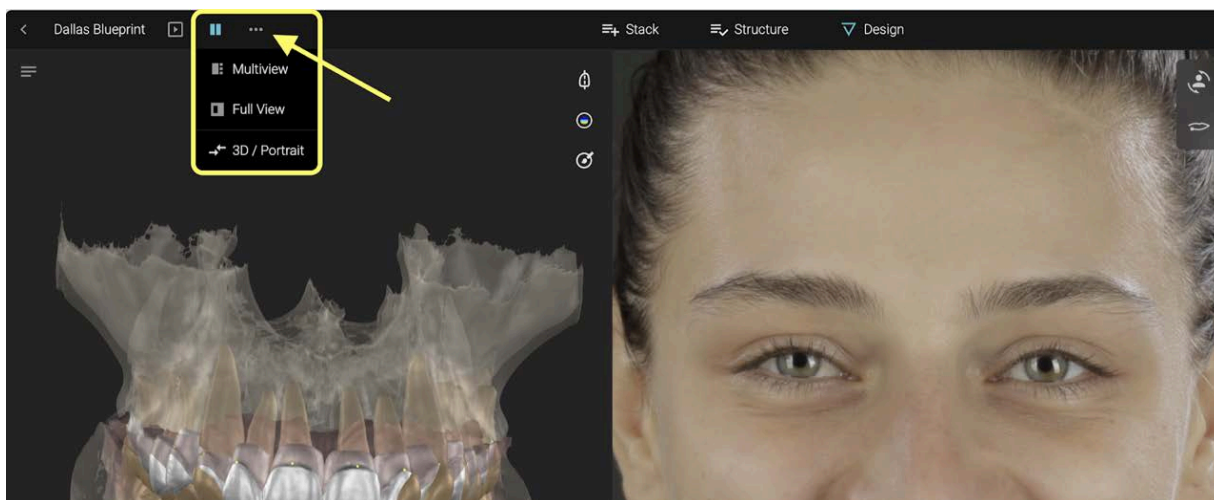 Dallas Blueprint
Stack
Structure
Design
Multiview
Full View
3D / Portrait